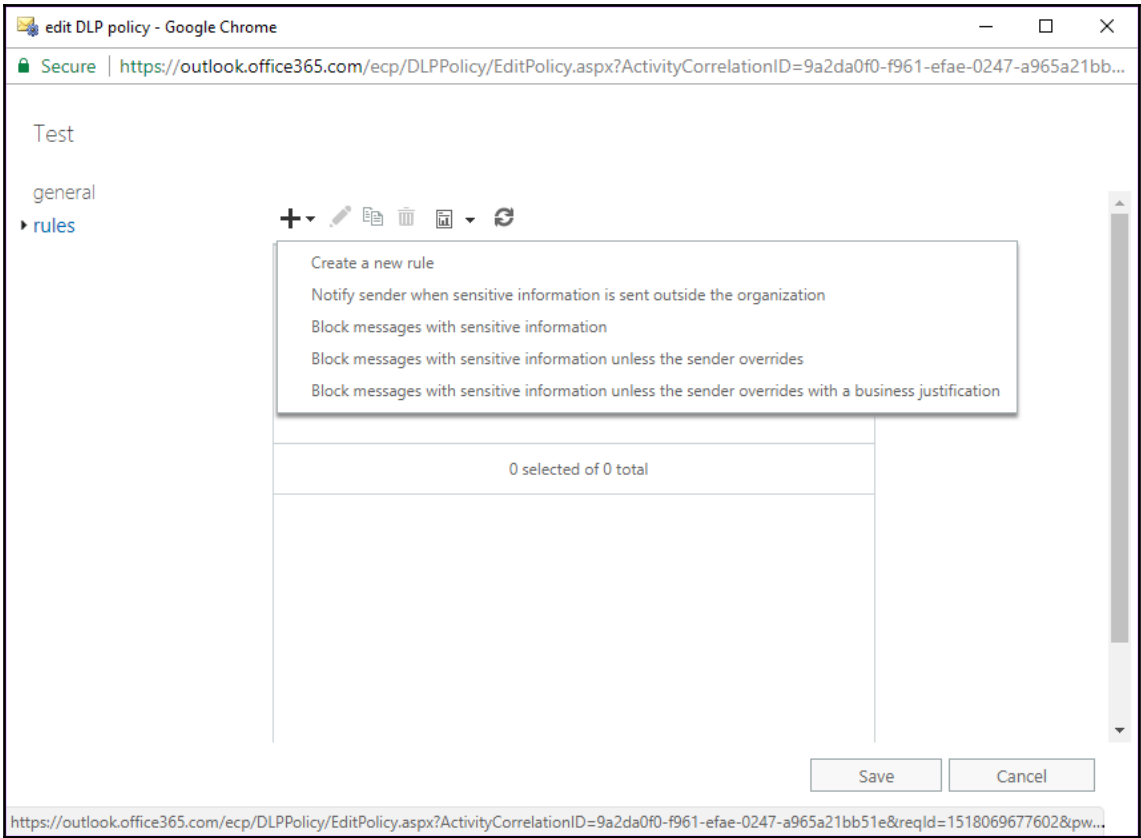 edit DLP policy - Google Chrome
Secure | https://outlook.office365.com/ecp/DLPPolicy/EditPolicy.aspx?ActivityCorrelationID=9a2da0f0-f961-efae-0247-a965a21bb...
Test
general
rules
Create a new rule
Notify sender when sensitive information is sent outside the organization
Block messages with sensitive information
Block messages with sensitive information unless the sender overrides
Block messages with sensitive information unless the sender overrides with a business justification
0 selected of 0 total
Save Cancel
https://outlook.office365.com/ecp/DLPPolicy/EditPolicy.aspx?ActivityCorrelationID=9a2da0f0-f961-efae-0247-a965a21bb51e&reqId=1518069677602&pw...